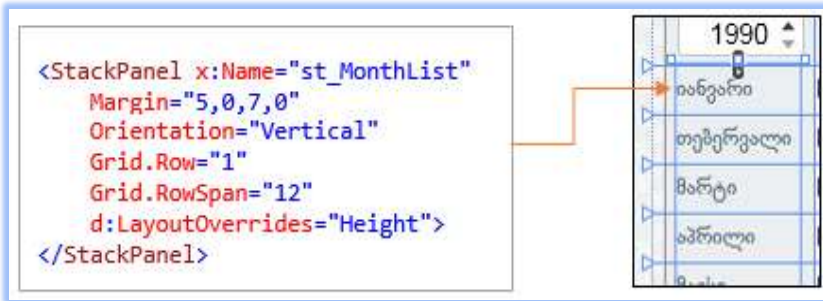 <StackPanel x:Name="st_MonthList"
Margin="5,0,7,0"
Orientation="Vertical"
Grid.Row="1"
Grid.RowSpan="12"
d:LayoutOverrides="Height">
</StackPanel>
1990
იანვარი
თებერვალი
მარტი
აპრილი